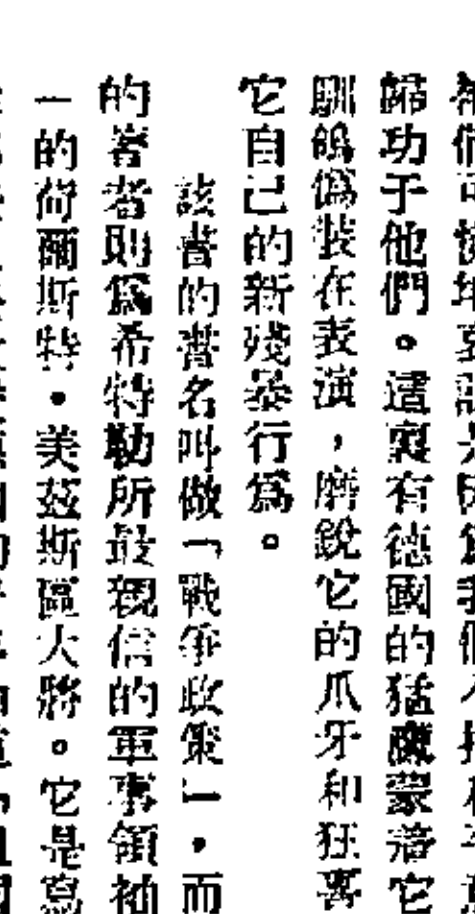 歸功于他們。這裏有德國的猛鷹蒙着它
馴鴿僞裝在表演,磨銳它的爪牙和狂喜
它自己的新殘暴行爲。
該書的書名叫做「戰爭政策」,而
的著者則爲希特勒所最親信的軍事領袖
一的荷爾斯特・美茲斯區大將。它是寫